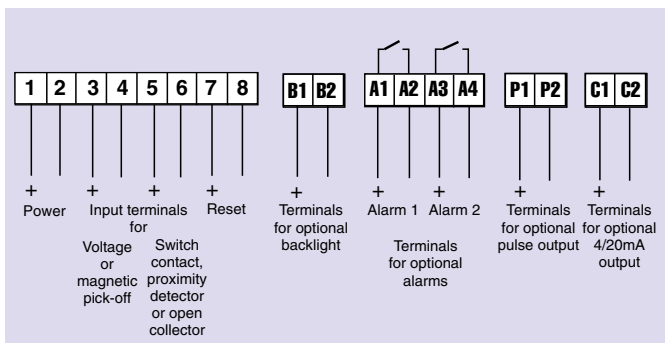 1 2 3 4 5 6 7 8
B1 B2
A1 A2 A3 A4
P1 P2
C1 C2
+ + + + + + + + +
Power
Input terminals
for
Voltage
or
magnetic
pick-off
Switch
contact,
proximity
detector
or open
collector
Reset
Terminals
for optional
backlight
Alarm 1
Alarm 2
Terminals
for optional
alarms
Terminals
for optional
pulse output
Terminals
for optional
4/20mA
output